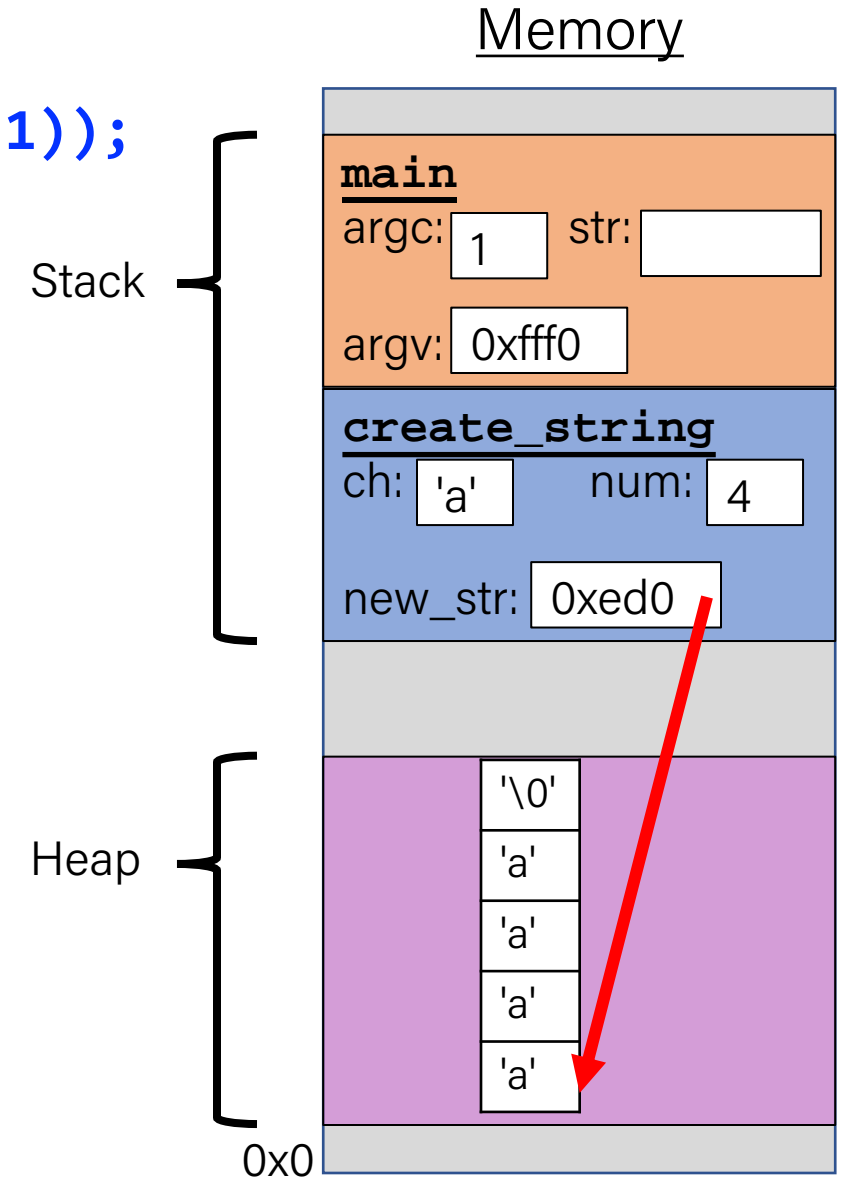 Memory
1));
main
argc: 1 str:
Stack
argv: 0xfff0
create_string
ch: 'a' num: 4
new_str: 0xed0
'\0'
'a'
Heap
'a'
'a'
'a'
0x0